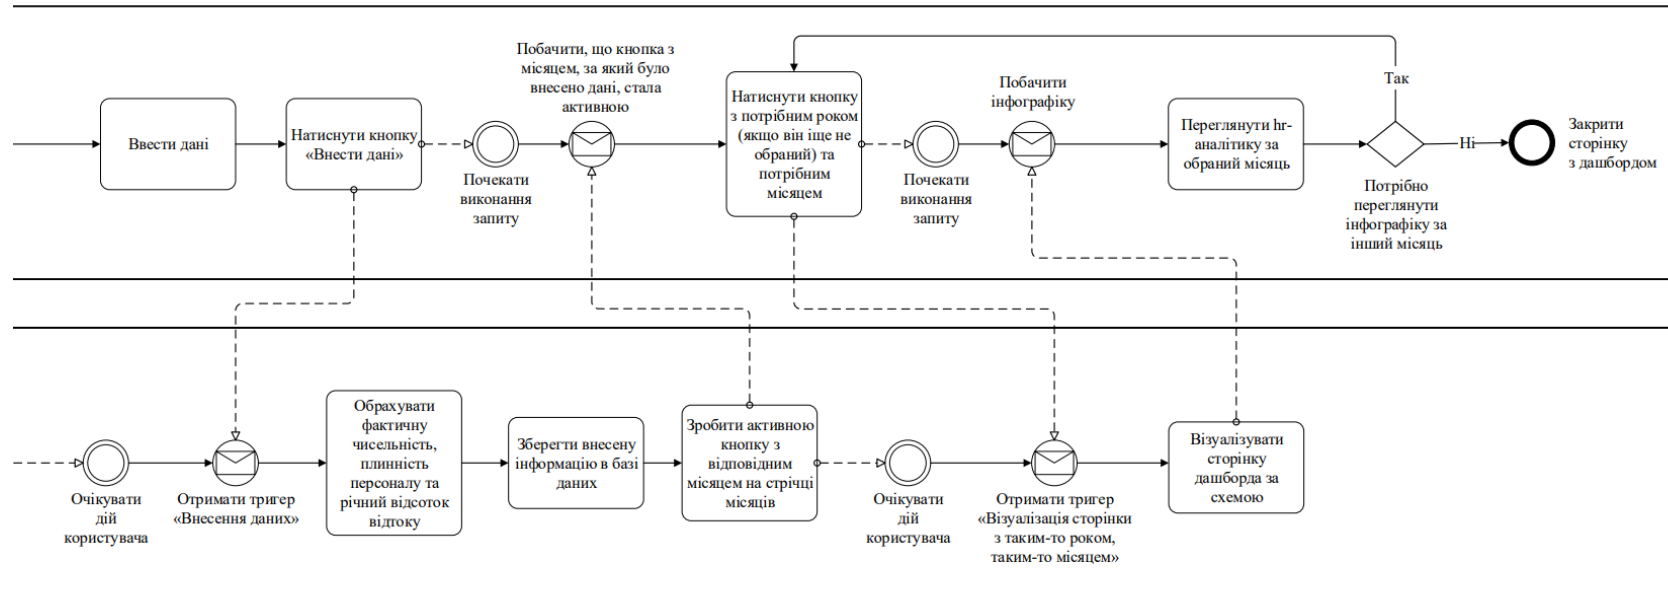 Ввести дані
Натиснути кнопку
«Внести дані»
Почекати
виконання
запиту
Побачити, що кнопка з
місяцем, за який було
внесено дані, стала
активною
Натиснути кнопку
з потрібним роком
(якщо він іще не
обраний) та
потрібним
місяцем
Почекати
виконання
запиту
Побачити
інфографіку
Переглянути hr-
аналітику за
обраний місяць
Так
Ні
Потрібно
переглянути
інфографіку за
інший місяць
Закрити
сторінку
з дашбордом
Очікувати
дій
користувача
Отримати тригер
«Внесення даних»
Обрахувати
фактичну
чисельність,
плинність
персоналу та
річний відсоток
відтоку
Зберегти внесену
інформацію в базі
даних
Зробити активною
кнопку з
відповідним
місяцем на стрічці
місяців
Очікувати
дій
користувача
Отримати тригер
«Візуалізація сторінки
з таким-то роком,
таким-то місяцем»
Візуалізувати
сторінку
дашборда за
схемою